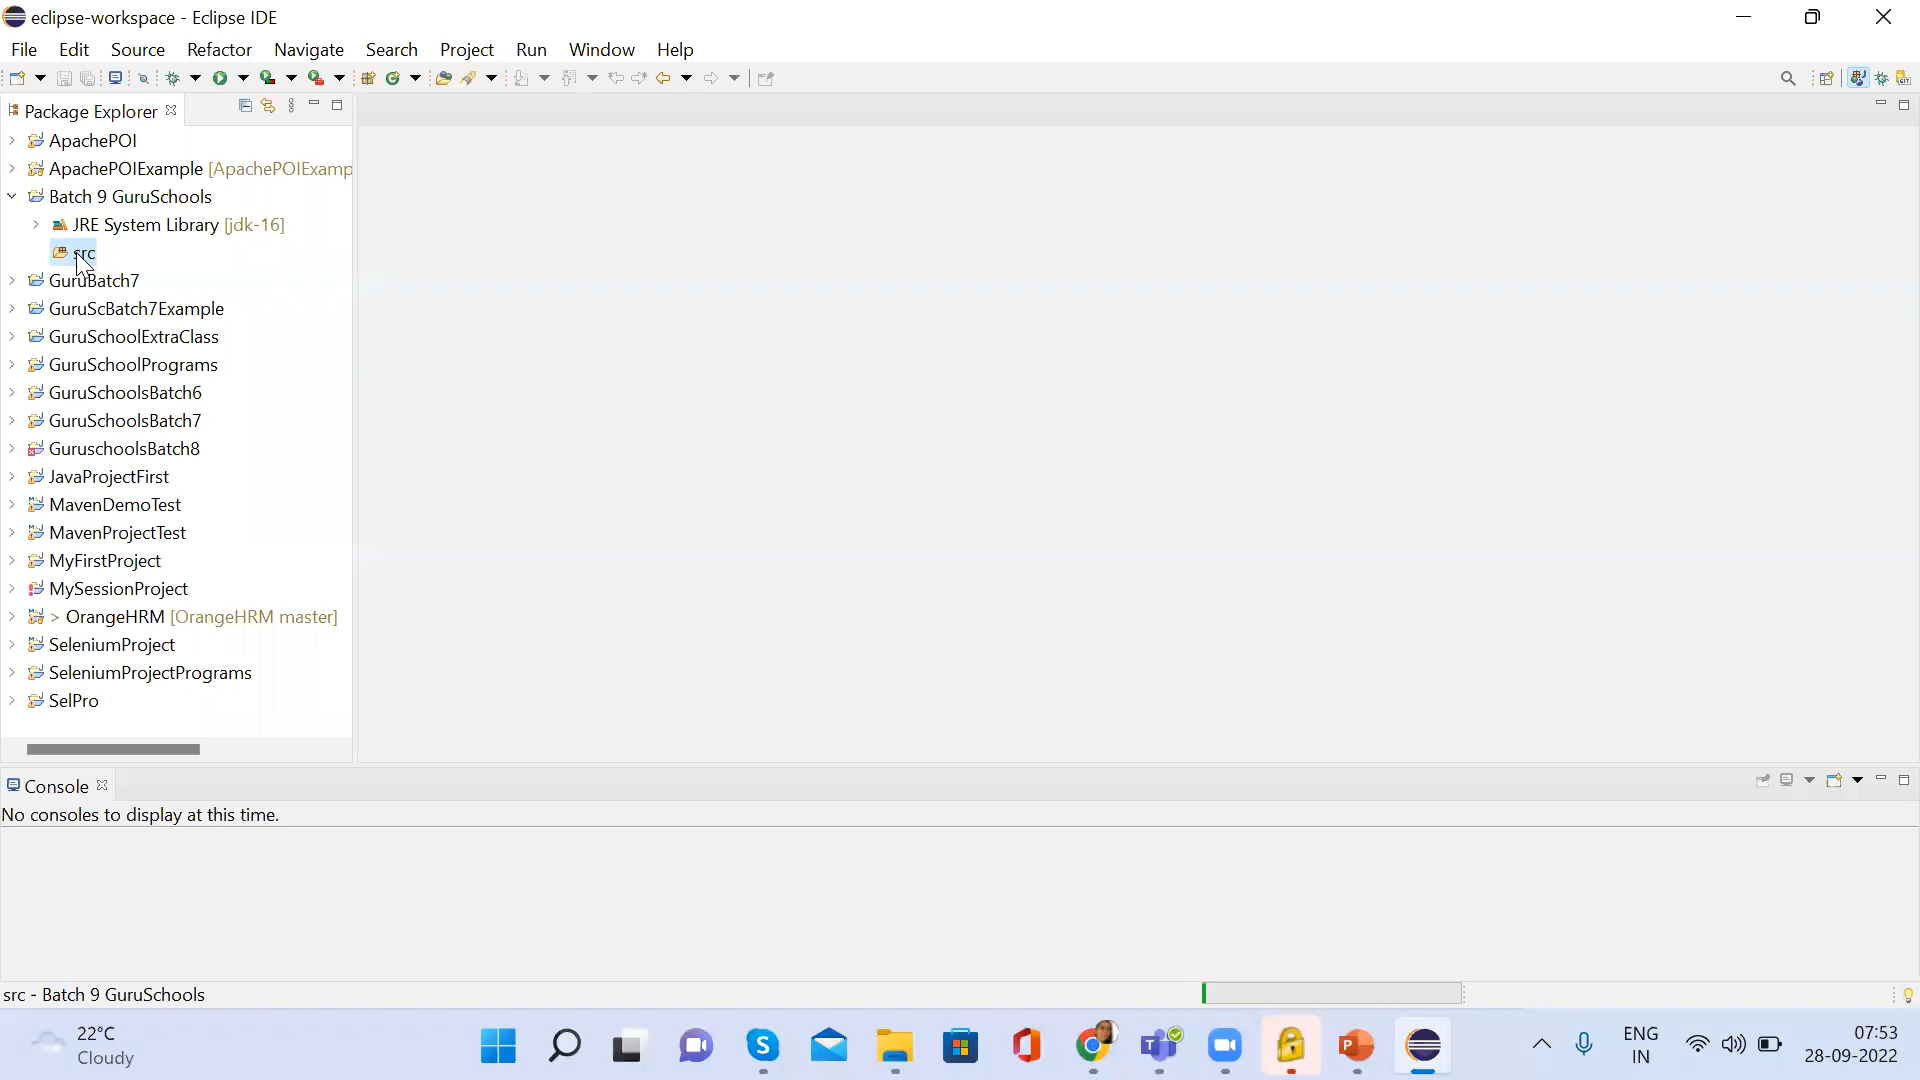 eclipse-workspace - Eclipse IDE
File Edit Source Refactor Navigate Search Project Run Window Help
Package Explorer
ApachePOI
ApachePOIExample [ApachePOIExamp
Batch 9 GuruSchools
JRE System Library [jdk-16]
src
GuruBatch7
GuruScBatch7Example
GuruSchoolExtraClass
GuruSchoolPrograms
GuruSchoolsBatch6
GuruSchoolsBatch7
GuruschoolsBatch8
JavaProjectFirst
MavenDemoTest
MavenProjectTest
MyFirstProject
MySessionProject
> OrangeHRM [OrangeHRM master]
SeleniumProject
SeleniumProjectPrograms
SelPro
Console
No consoles to display at this time.
src - Batch 9 GuruSchools
22°C
Cloudy
ENG
IN
07:53
28-09-2022